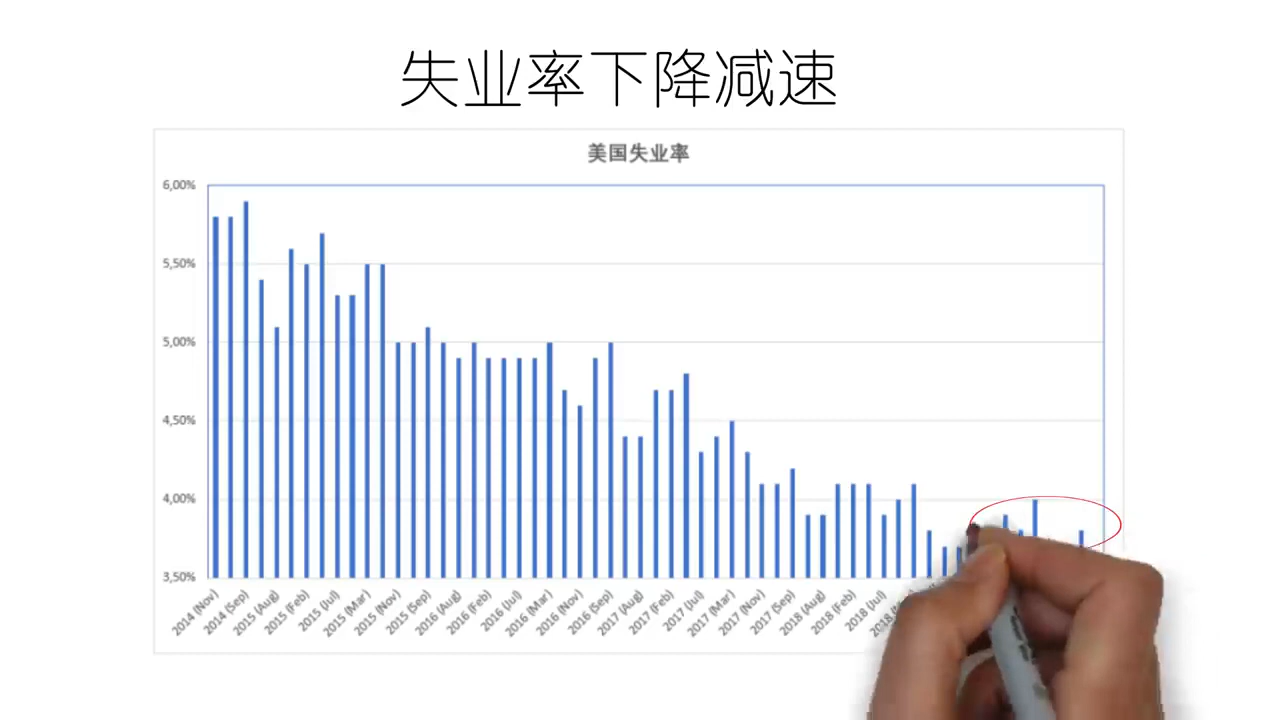 失业率下降减速
美国失业率
6,00%
5,50%
5,00%
4,50%
4,00%
3,50%
2014 (Nov)
2014 (Sep)
2015 (Aug)
2015 (Feb)
2015 (Jul)
2015 (Mar)
2015 (Nov)
2015 (Sep)
2016 (Aug)
2016 (Feb)
2016 (Jul)
2016 (Mar)
2016 (Nov)
2016 (Sep)
2017 (Aug)
2017 (Feb)
2017 (Jul)
2017 (Mar)
2017 (Nov)
2017 (Sep)
2018 (Aug)
2018 (Feb)
2018 (Jul)